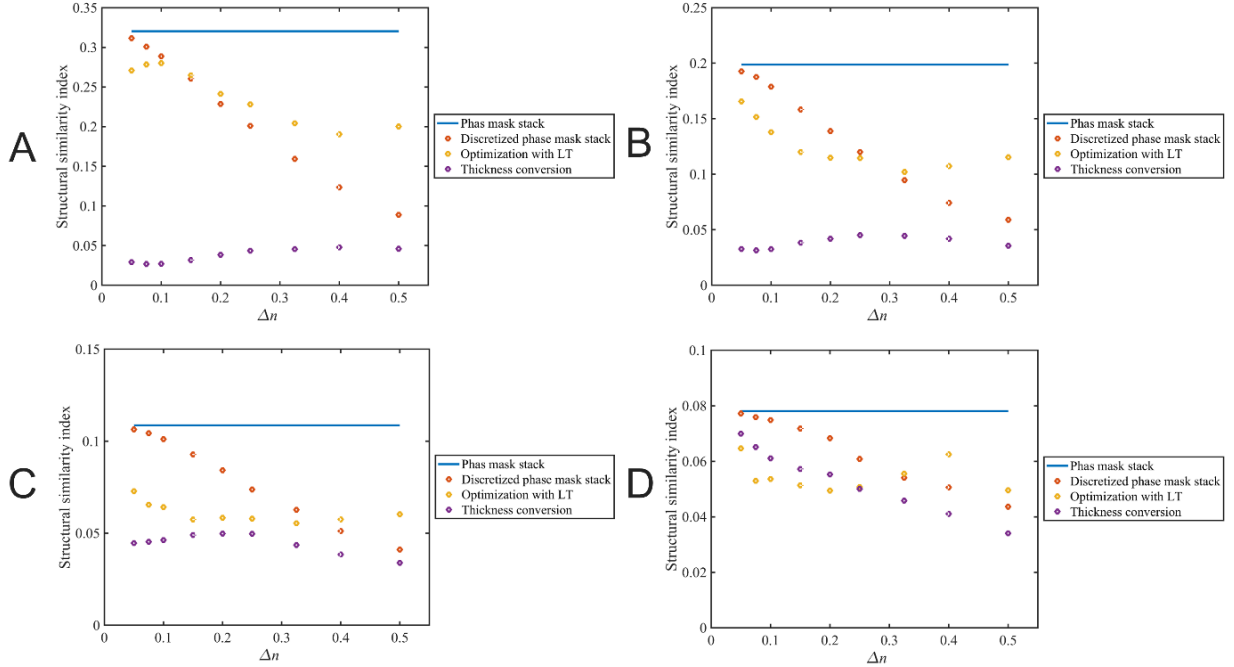 A
Structural similarity index
0.35
0.3
0.25
0.2
0.15
0.1
0.05
0
0 0.1 0.2 0.3 0.4 0.5
Δn
Phas mask stack
Discretized phase mask stack
Optimization with LT
Thickness conversion
B
Structural similarity index
0.25
0.2
0.15
0.1
0.05
0
0 0.1 0.2 0.3 0.4 0.5
Δn
Phas mask stack
Discretized phase mask stack
Optimization with LT
Thickness conversion
C
Structural similarity index
0.15
0.1
0.05
0
0 0.1 0.2 0.3 0.4 0.5
Δn
Phas mask stack
Discretized phase mask stack
Optimization with LT
Thickness conversion
D
Structural similarity index
0.1
0.08
0.06
0.04
0.02
0
0 0.1 0.2 0.3 0.4 0.5
Δn
Phas mask stack
Discretized phase mask stack
Optimization with LT
Thickness conversion